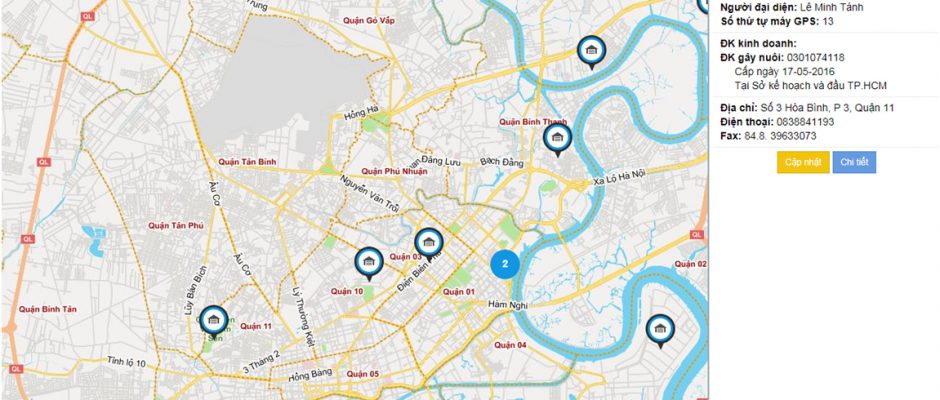 Người đại diện: Lê Minh Tánh
Số thứ tự máy GPS: 13
ĐK kinh doanh:
ĐK gây nuôi: 0301074118
Cấp ngày 17-05-2016
Tại Sở kế hoạch và đầu TP.HCM
Địa chỉ: Số 3 Hòa Bình, P 3, Quận 11
Điện thoại: 0838841193
Fax: 84.8. 39633073
Cập nhật
Chi tiết
QL
Quận Gò Vấp
Hồng Hà
Quận Bình Thạnh
QL
Quận Tân Bình
Quận Phú Nhuận
Đăng Lưu
Bạch Đằng
Xa Lộ Hà Nội
Âu Cơ
Nguyễn Văn Trỗi
Quận Tân Phú
QL
QL
Quận 03
Điện Biên
2
Quận 02
Âu Cơ
Lũy Bán Bích
Lý Thường Kiệt
Quận 10
Quận 01
Hàm Nghi
Quận Bình Tân
Quận 11
Quận 04
Tỉnh lộ 10
3 Tháng 2
Hồng Bàng
Quận 05
QL